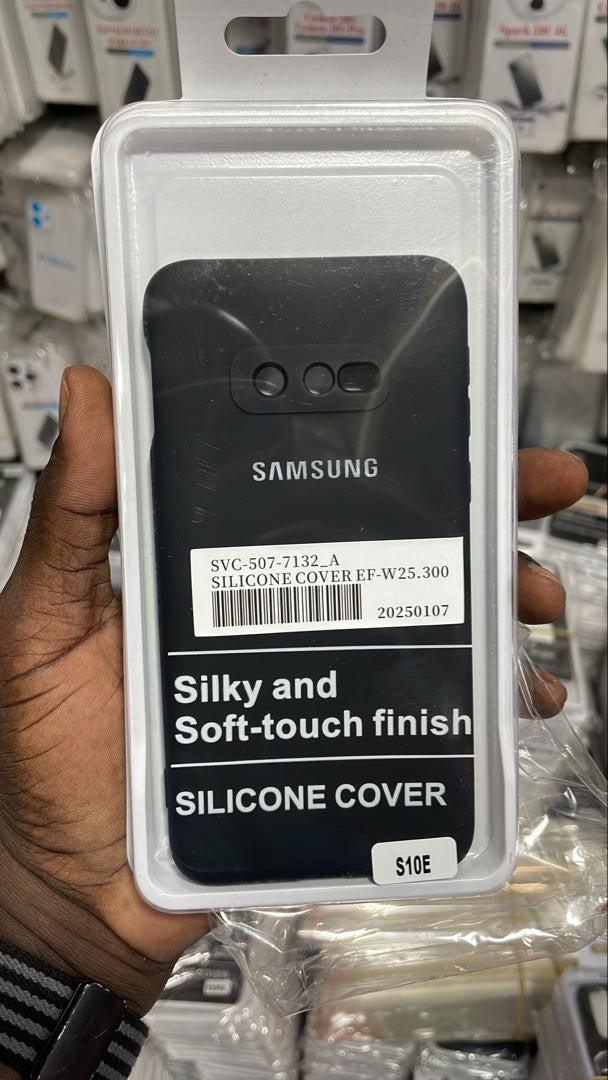 SAMSUNG
SVC-507-7132_A
SILICONE COVER EF-W25.300
20250107
Silky and
Soft-touch finish
SILICONE COVER
S10E